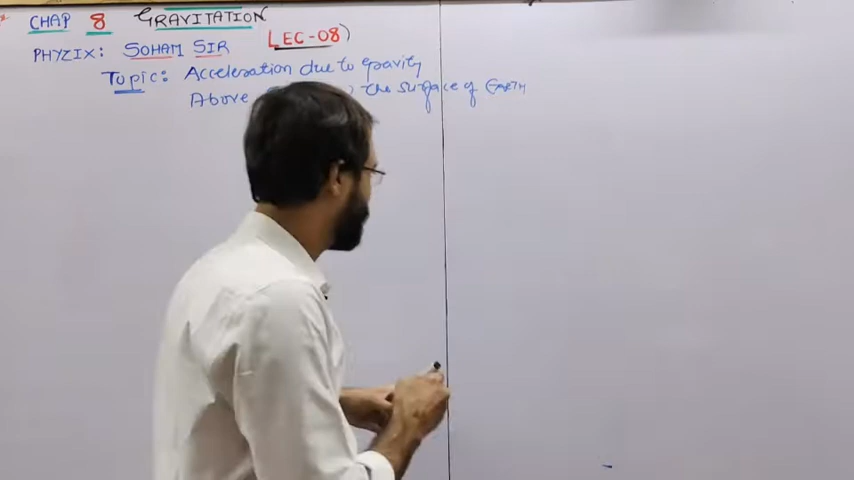 CHAP 8 GRAVITATION
LEC-08)
PHYZIX: SOHAM SIR
Topic: Acceleration due to gravity
Above ) the surface of EARTH